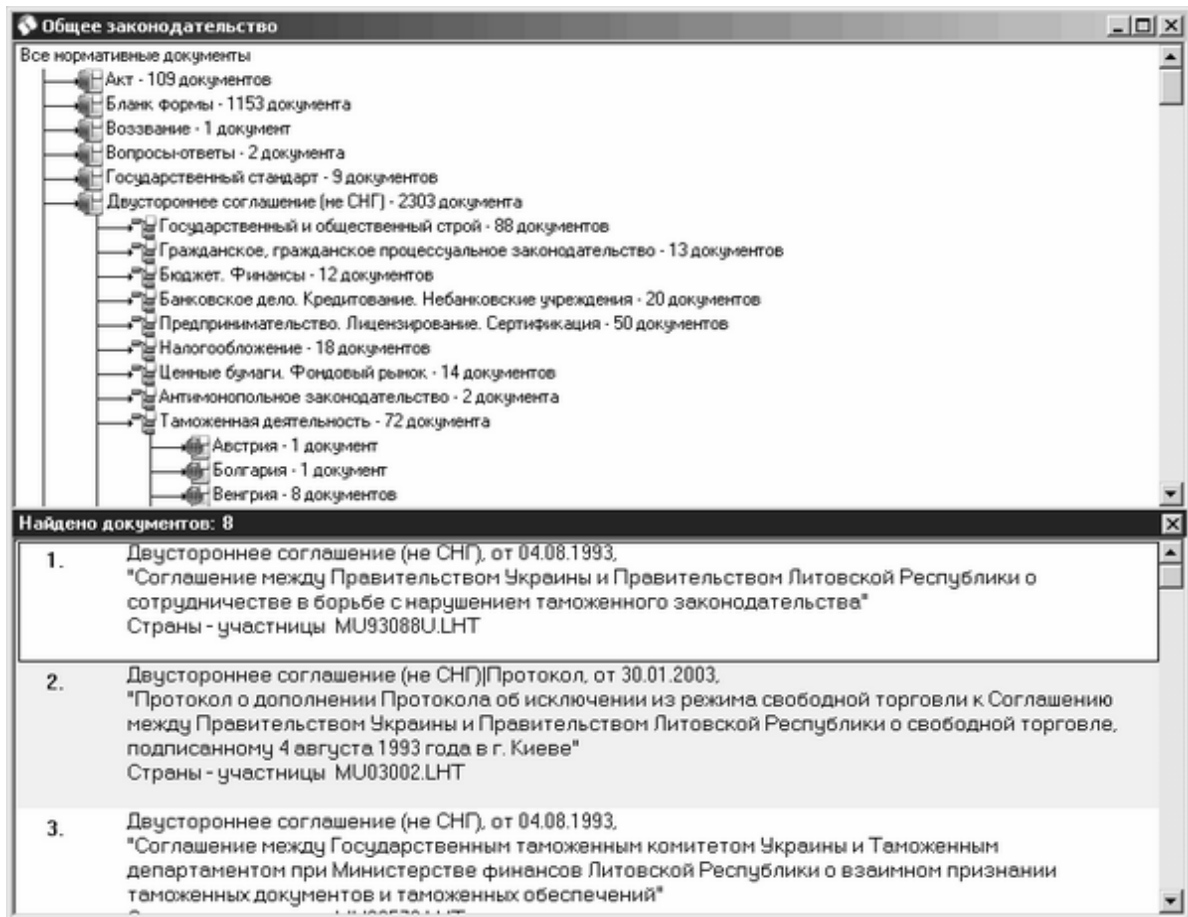 Общее законодательство
Все нормативные документы
Акт - 109 документов
Бланк формы - 1153 документа
Воззвание - 1 документ
Вопросы-ответы - 2 документа
Государственный стандарт - 9 документов
Двустороннее соглашение (не СНГ) - 2303 документа
Государственный и общественный строй - 88 документов
Гражданское, гражданское процессуальное законодательство - 13 документов
Бюджет. Финансы - 12 документов
Банковское дело. Кредитование. Небанковские учреждения - 20 документов
Предпринимательство. Лицензирование. Сертификация - 50 документов
Налогообложение - 18 документов
Ценные бумаги. Фондовый рынок - 14 документов
Антимонопольное законодательство - 2 документа
Таможенная деятельность - 72 документа
Австрия - 1 документ
Болгария - 1 документ
Венгрия - 8 документов
Найдено документов: 8
1. Двустороннее соглашение (не СНГ), от 04.08.1993,
"Соглашение между Правительством Украины и Правительством Литовской Республики о
сотрудничестве в борьбе с нарушением таможенного законодательства"
Страны - участницы MU93088U.LHT
2. Двустороннее соглашение (не СНГ)|Протокол, от 30.01.2003,
"Протокол о дополнении Протокола об исключении из режима свободной торговли к Соглашению
между Правительством Украины и Правительством Литовской Республики о свободной торговле,
подписанному 4 августа 1993 года в г. Киеве"
Страны - участницы MU03002.LHT
3. Двустороннее соглашение (не СНГ), от 04.08.1993,
"Соглашение между Государственным таможенным комитетом Украины и Таможенным
департаментом при Министерстве финансов Литовской Республики о взаимном признании
таможенных документов и таможенных обеспечений"